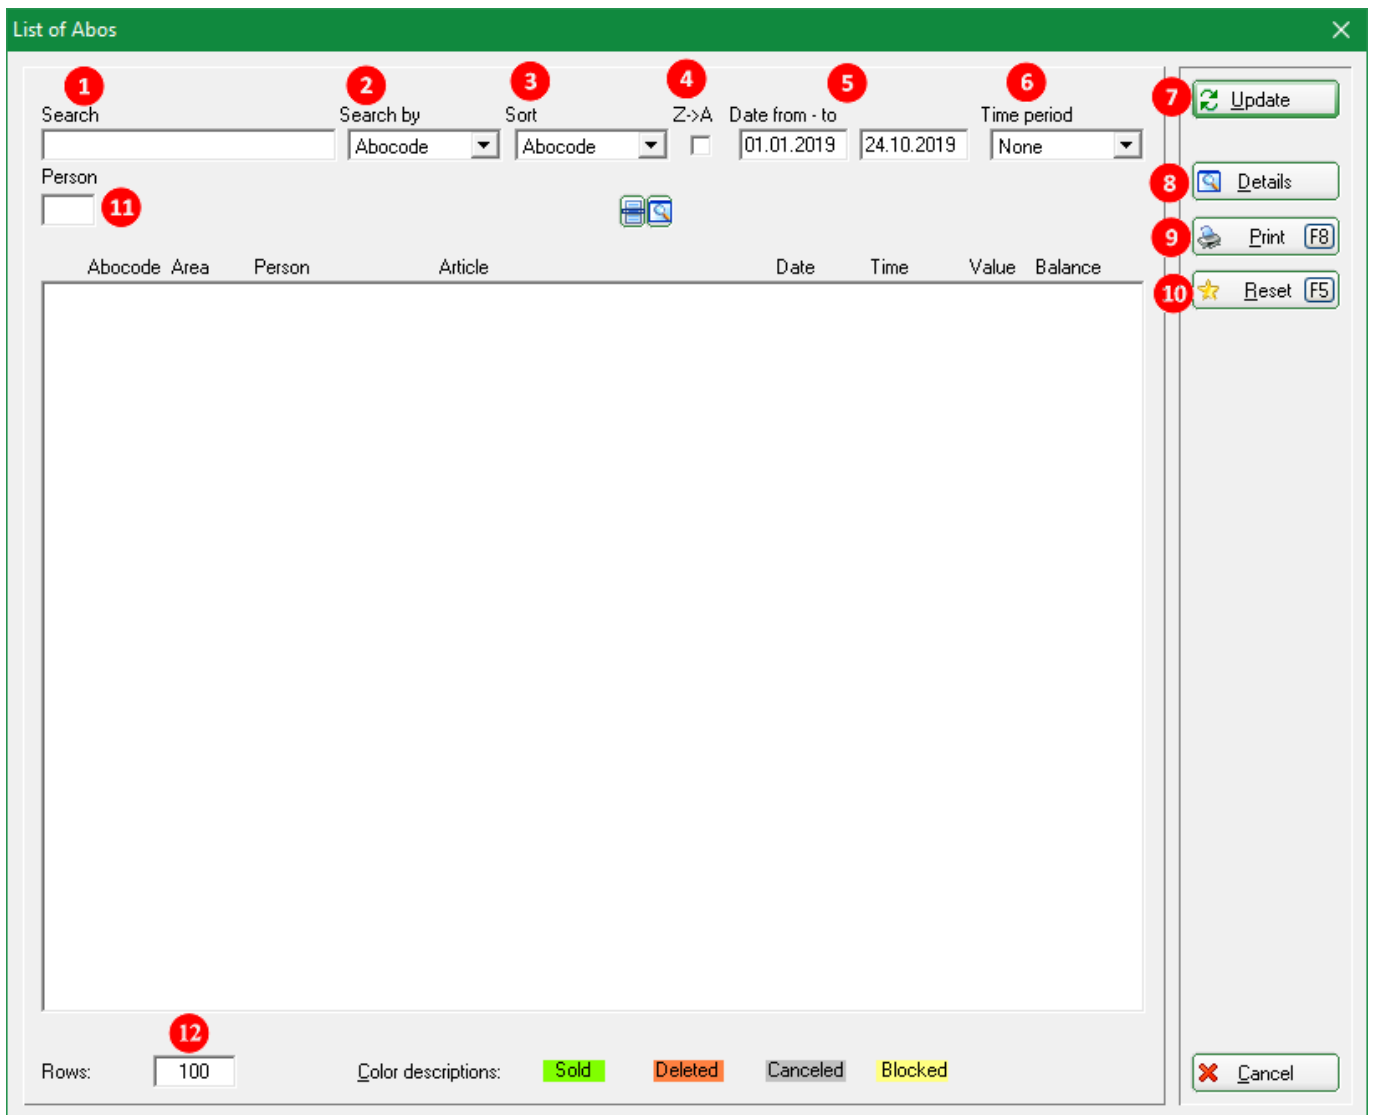 List of Abos
1 2 3 4 5 6
Search Search by Sort Z->A Date from - to Time period
Abocode Abocode 01.01.2019 24.10.2019 None
7 Update
Person
11
8 Details
9 Print F8
10 Reset F5
Abocode Area Person Article Date Time Value Balance
12
Rows: 100 Color descriptions: Sold Deleted Canceled Blocked
Cancel